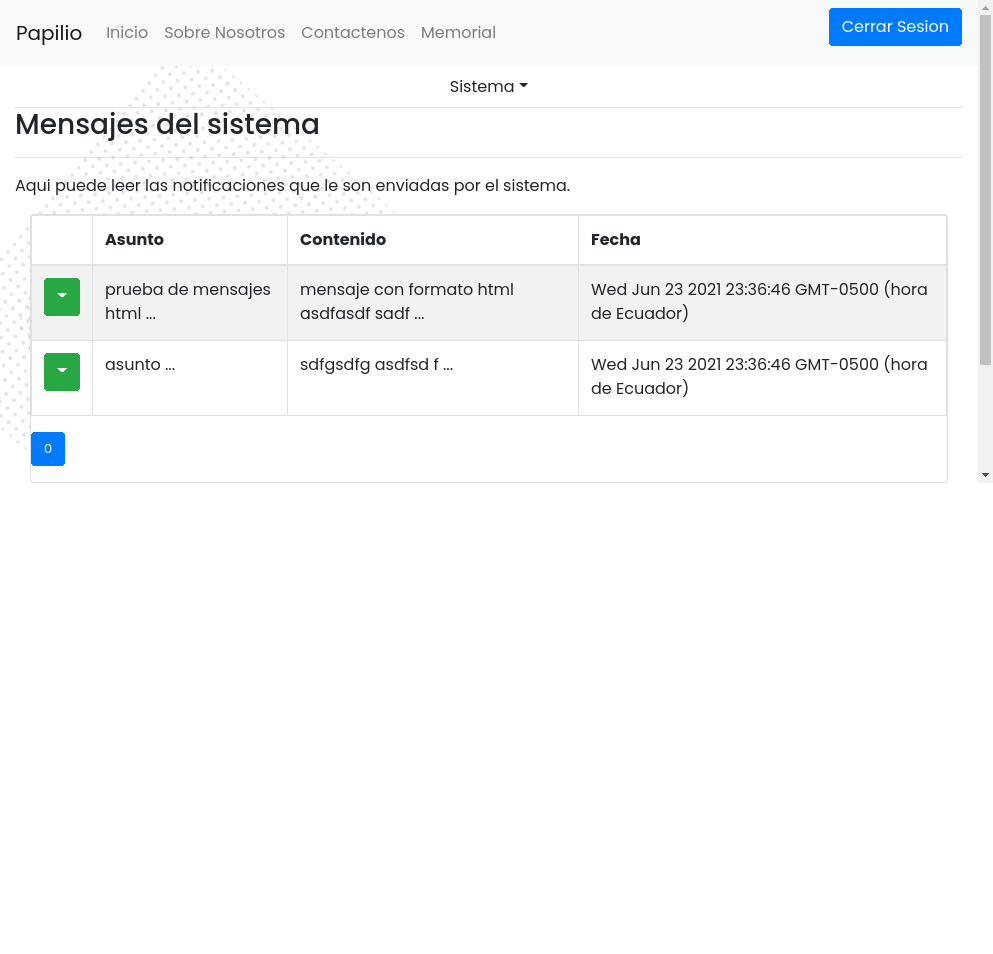 Papilio Inicio Sobre Nosotros Contactenos Memorial Cerrar Sesion
Sistema
Mensajes del sistema
Aqui puede leer las notificaciones que le son enviadas por el sistema.
Asunto Contenido Fecha
prueba de mensajes html ... mensaje con formato html asdfasdf sadf ... Wed Jun 23 2021 23:36:46 GMT-0500 (hora de Ecuador)
asunto ... sdfgsdfg asdfsd f ... Wed Jun 23 2021 23:36:46 GMT-0500 (hora de Ecuador)
0